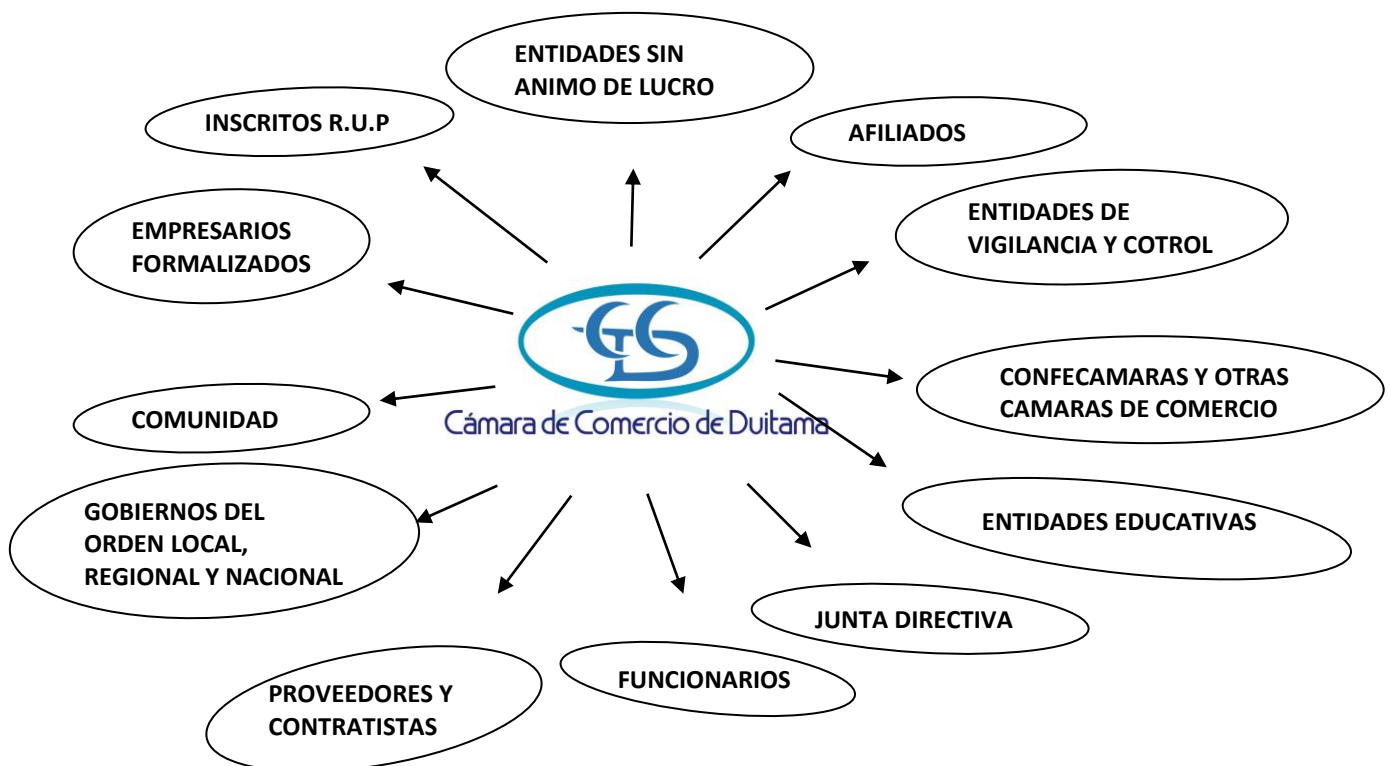 ENTIDADES SIN
ANIMO DE LUCRO
INSCRITOS R.U.P
AFILIADOS
EMPRESARIOS
FORMALIZADOS
ENTIDADES DE
VIGILANCIA Y COTROL
Cámara de Comercio de Duitama
CONFECAMARAS Y OTRAS
CAMARAS DE COMERCIO
COMUNIDAD
ENTIDADES EDUCATIVAS
GOBIERNOS DEL
ORDEN LOCAL,
REGIONAL Y NACIONAL
JUNTA DIRECTIVA
FUNCIONARIOS
PROVEEDORES Y
CONTRATISTAS